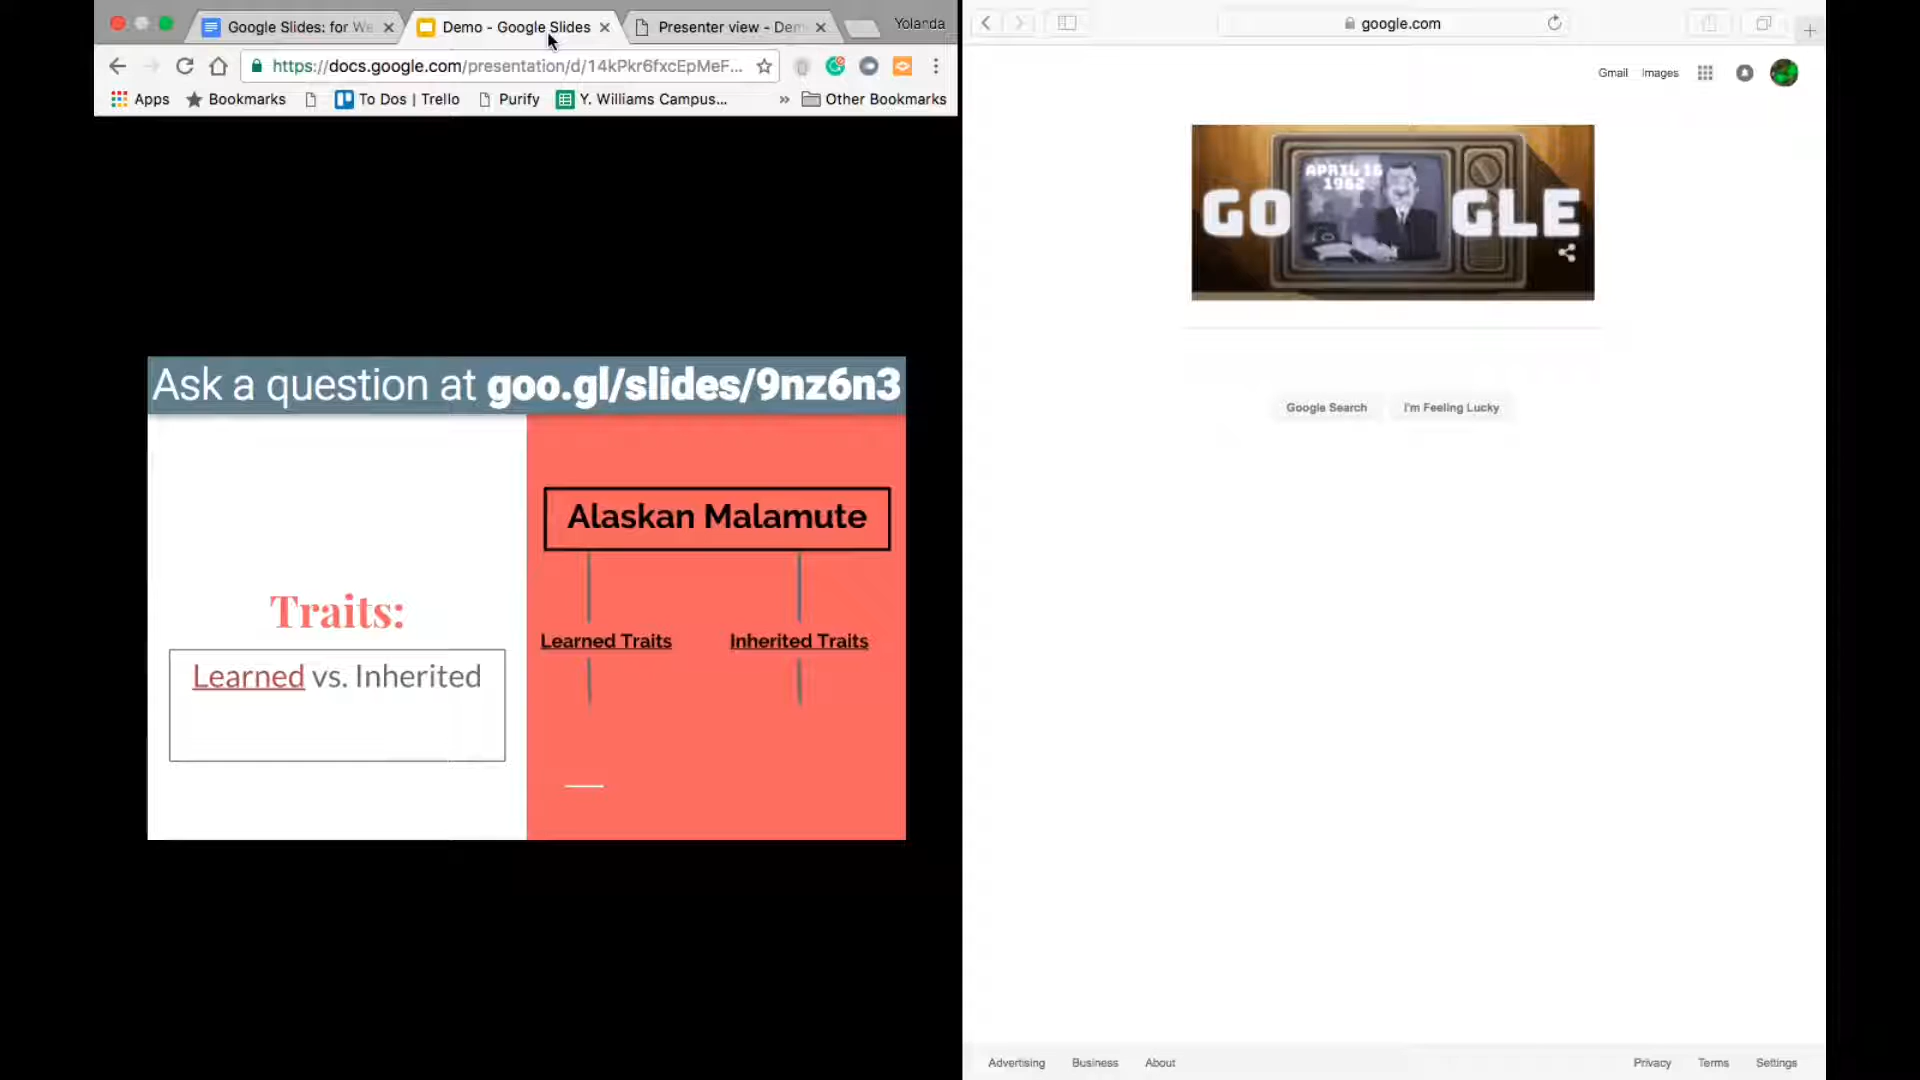 Google Slides: for We
Demo - Google Slides
Presenter view - Dem
Yolanda
https://docs.google.com/presentation/d/14kPkr6fxcEpMeF...
Apps
Bookmarks
To Dos | Trello
Purify
Y. Williams Campus...
»
Other Bookmarks
Ask a question at goo.gl/slides/9nz6n3
Traits:
Learned vs. Inherited
Alaskan Malamute
Learned Traits
Inherited Traits
google.com
Gmail
Images
APRIL 16
1962
GO GLE
Google Search
I'm Feeling Lucky
Advertising
Business
About
Privacy
Terms
Settings